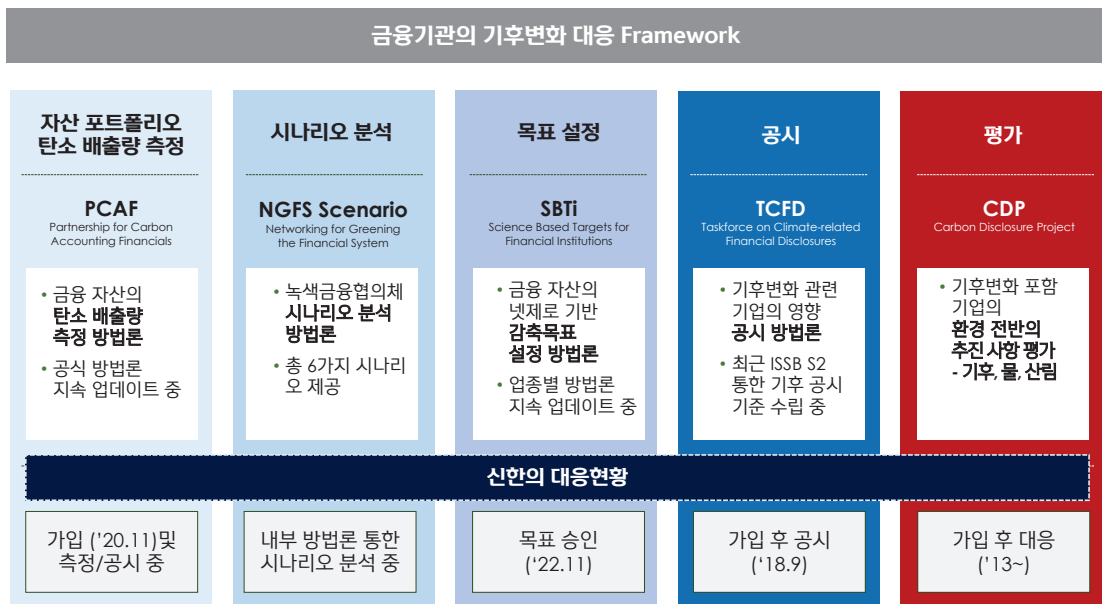 금융기관의 기후변화 대응 Framework
자산 포트폴리오
탄소 배출량 측정
PCAF
Partnership for Carbon
Accounting Financials
• 금융 자산의
탄소 배출량
측정 방법론
• 공식 방법론
지속 업데이트 중
시나리오 분석
NGFS Scenario
Networking for Greening
the Financial System
• 녹색금융협의체
시나리오 분석
방법론
• 총 6가지 시나리
오 제공
목표 설정
SBTi
Science Based Targets for
Financial Institutions
• 금융 자산의
넷제로 기반
감축목표
설정 방법론
• 업종별 방법론
지속 업데이트 중
공시
TCFD
Taskforce on Climate-related
Financial Disclosures
• 기후변화 관련
기업의 영향
공시 방법론
• 최근 ISSB S2
통한 기후 공시
기준 수립 중
평가
CDP
Carbon Disclosure Project
• 기후변화 포함
기업의
환경 전반의
추진 사항 평가
- 기후, 물, 산림
신한의 대응현황
가입 (’20.11)및
측정/공시 중
내부 방법론 통한
시나리오 분석 중
목표 승인
(‘22.11)
가입 후 공시
(‘18.9)
가입 후 대응
(’13~)